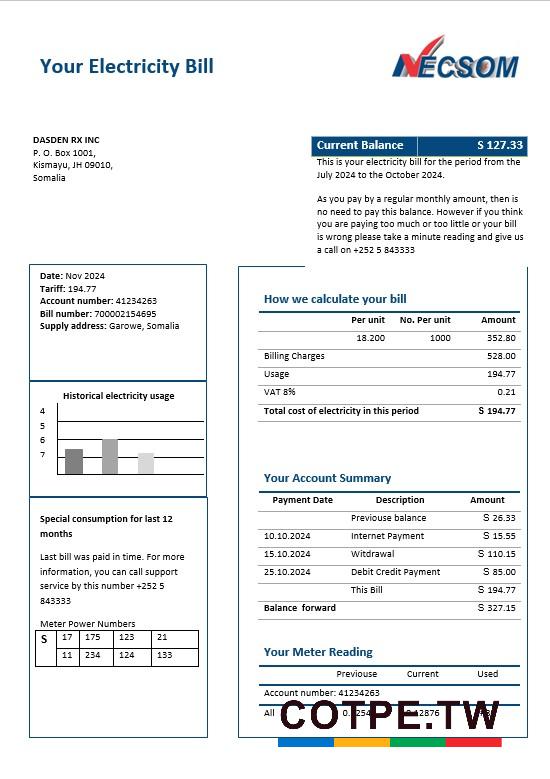 Your Electricity Bill
NECSOM
DASDEN RX INC
P. O. Box 1001,
Kismayu, JH 09010,
Somalia
Current Balance S 127.33
This is your electricity bill for the period from the
July 2024 to the October 2024.
As you pay by a regular monthly amount, then is
no need to pay this balance. However if you think
you are paying too much or too little or your bill
is wrong please take a minute reading and give us
a call on +252 5 843333
Date: Nov 2024
Tariff: 194.77
Account number: 41234263
Bill number: 700002154695
Supply address: Garowe, Somalia
Historical electricity usage
4
5
6
7
Special consumption for last 12
months
Last bill was paid in time. For more
information, you can call support
service by this number +252 5
843333
Meter Power Numbers
S 17 175 123 21
11 234 124 133
How we calculate your bill
Per unit No. Per unit Amount
18.200 1000 352.80
Billing Charges 528.00
Usage 194.77
VAT 8% 0.21
Total cost of electricity in this period S 194.77
Your Account Summary
Payment Date Description Amount
Previouse balance S 26.33
10.10.2024 Internet Payment S 15.55
15.10.2024 Witdrawal S 110.15
25.10.2024 Debit Credit Payment S 85.00
This Bill S 194.77
Balance forward S 327.15
Your Meter Reading
Previouse Current Used
Account number: 41234263
All
COTPE.TW